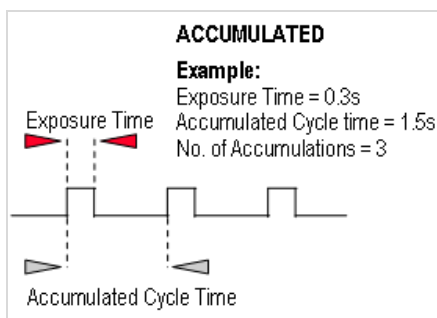 ACCUMULATED
Example:
Exposure Time = 0.3s
Accumulated Cycle time = 1.5s
No. of Accumulations = 3
Exposure Time
Accumulated Cycle Time